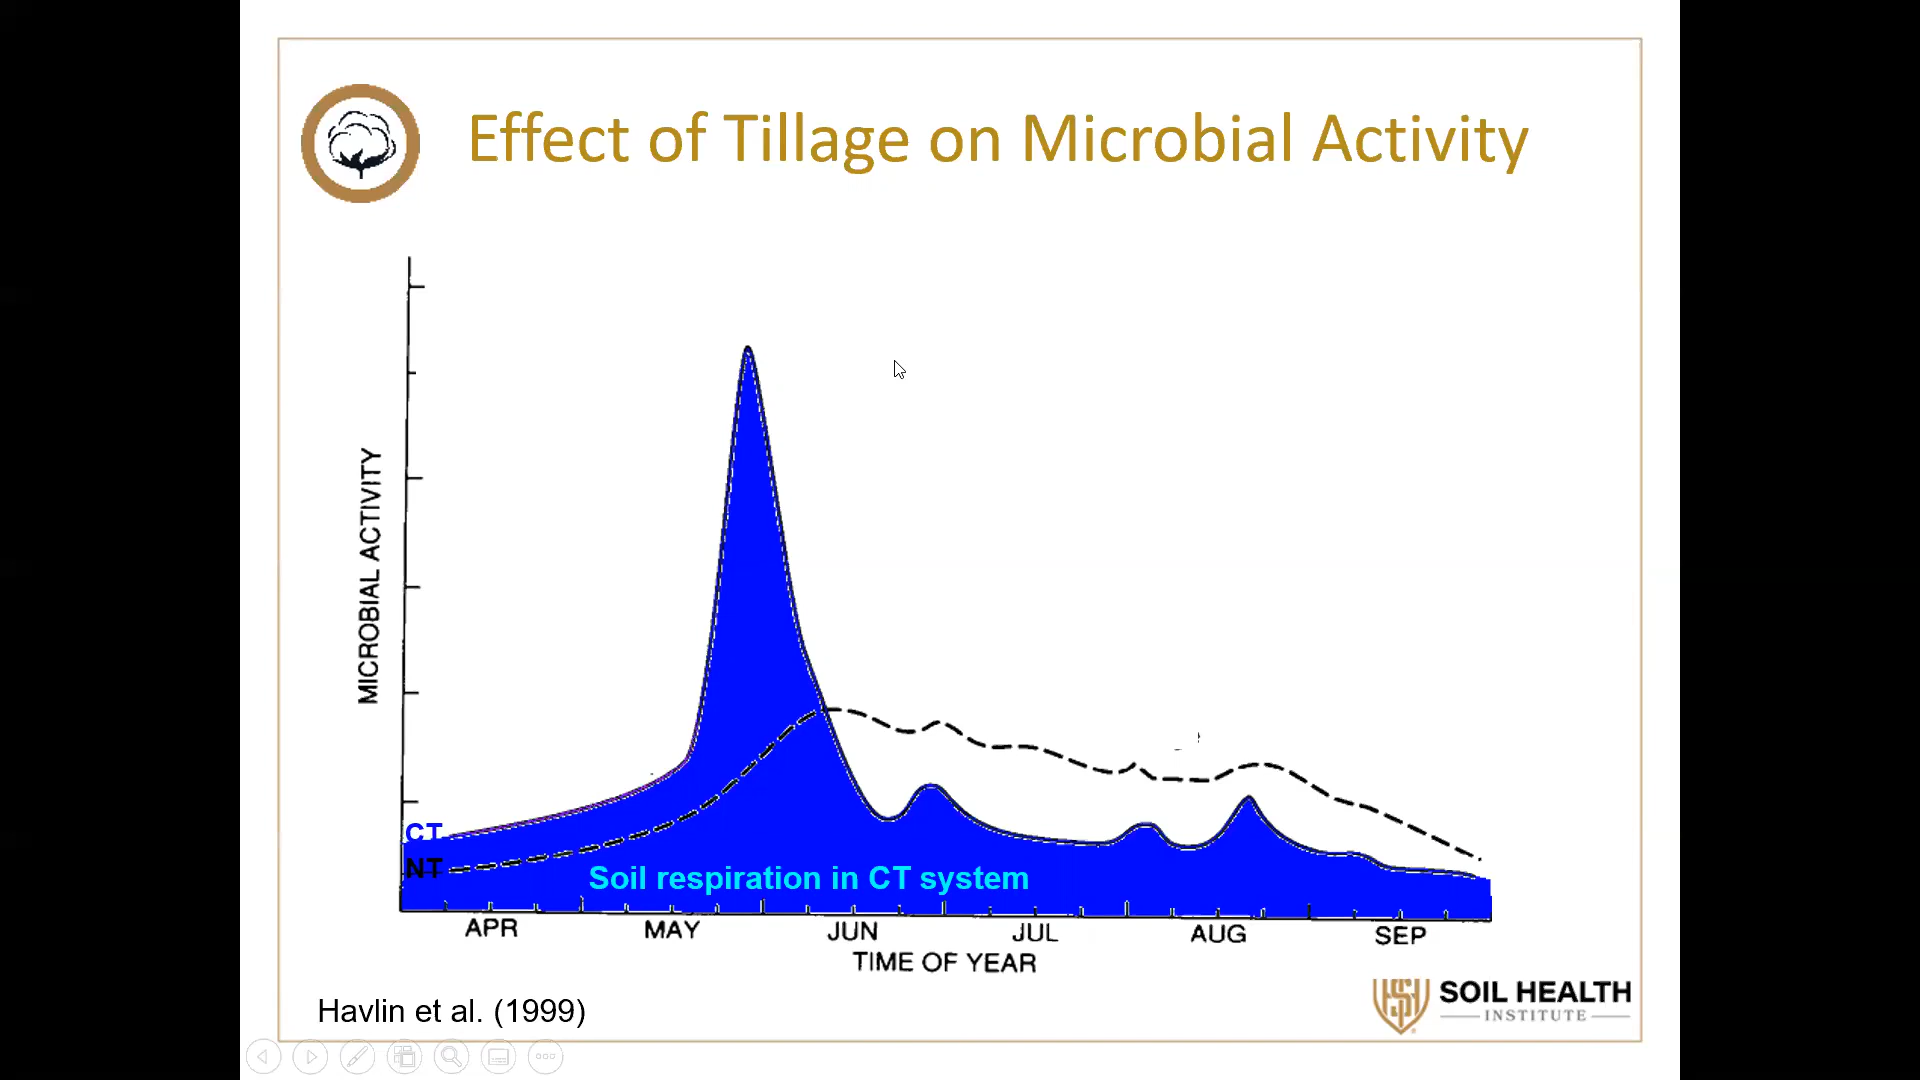 Effect of Tillage on Microbial Activity
MICROBIAL ACTIVITY
CT
NT
Soil respiration in CT system
APR MAY JUN JUL AUG SEP
TIME OF YEAR
Havlin et al. (1999)
SOIL HEALTH
INSTITUTE